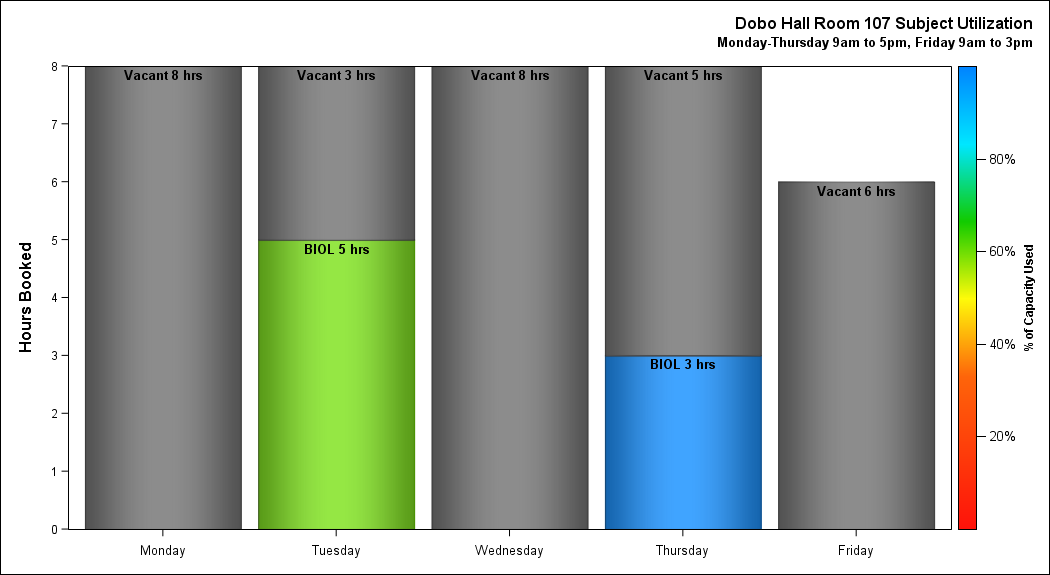 Dobo Hall Room 107 Subject Utilization
Monday-Thursday 9am to 5pm, Friday 9am to 3pm
Hours Booked
8
7
6
5
4
3
2
1
0
Vacant 8 hrs
Vacant 3 hrs
Vacant 8 hrs
Vacant 5 hrs
Vacant 6 hrs
BIOL 5 hrs
BIOL 3 hrs
Monday
Tuesday
Wednesday
Thursday
Friday
80%
60%
40%
20%
% of Capacity Used